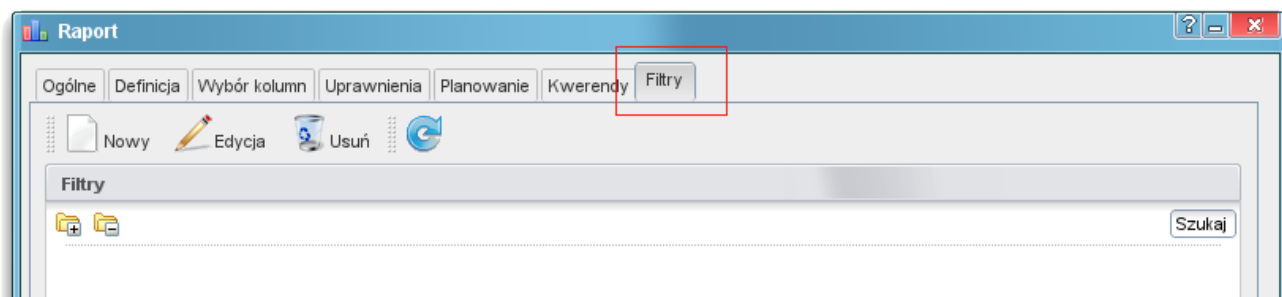 Raport
Ogólne Definicja Wybór kolumn Uprawnienia Planowanie Kwerendy Filtry
Nowy Edycja Usuń
Filtry
Szukaj